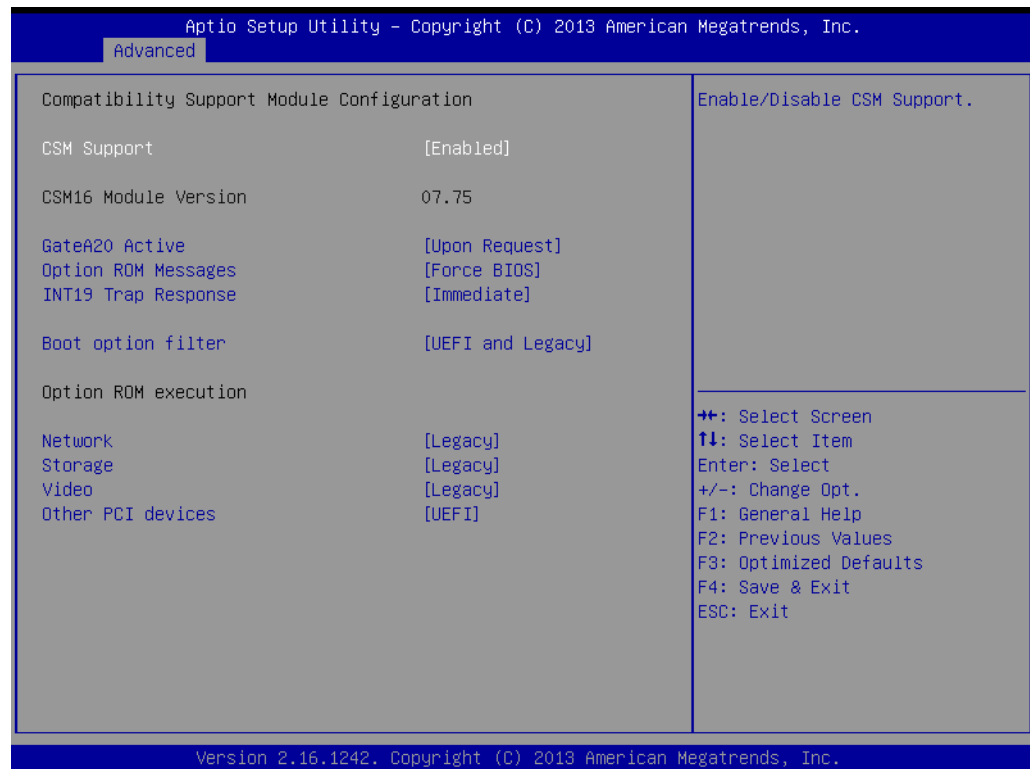 Aptio Setup Utility – Copyright (C) 2013 American Megatrends, Inc.
Advanced
Compatibility Support Module Configuration
CSM Support [Enabled]
CSM16 Module Version 07.75
GateA20 Active [Upon Request]
Option ROM Messages [Force BIOS]
INT19 Trap Response [Immediate]
Boot option filter [UEFI and Legacy]
Option ROM execution
Network [Legacy]
Storage [Legacy]
Video [Legacy]
Other PCI devices [UEFI]
Enable/Disable CSM Support.
→←: Select Screen
↑↓: Select Item
Enter: Select
+/-: Change Opt.
F1: General Help
F2: Previous Values
F3: Optimized Defaults
F4: Save & Exit
ESC: Exit
Version 2.16.1242. Copyright (C) 2013 American Megatrends, Inc.